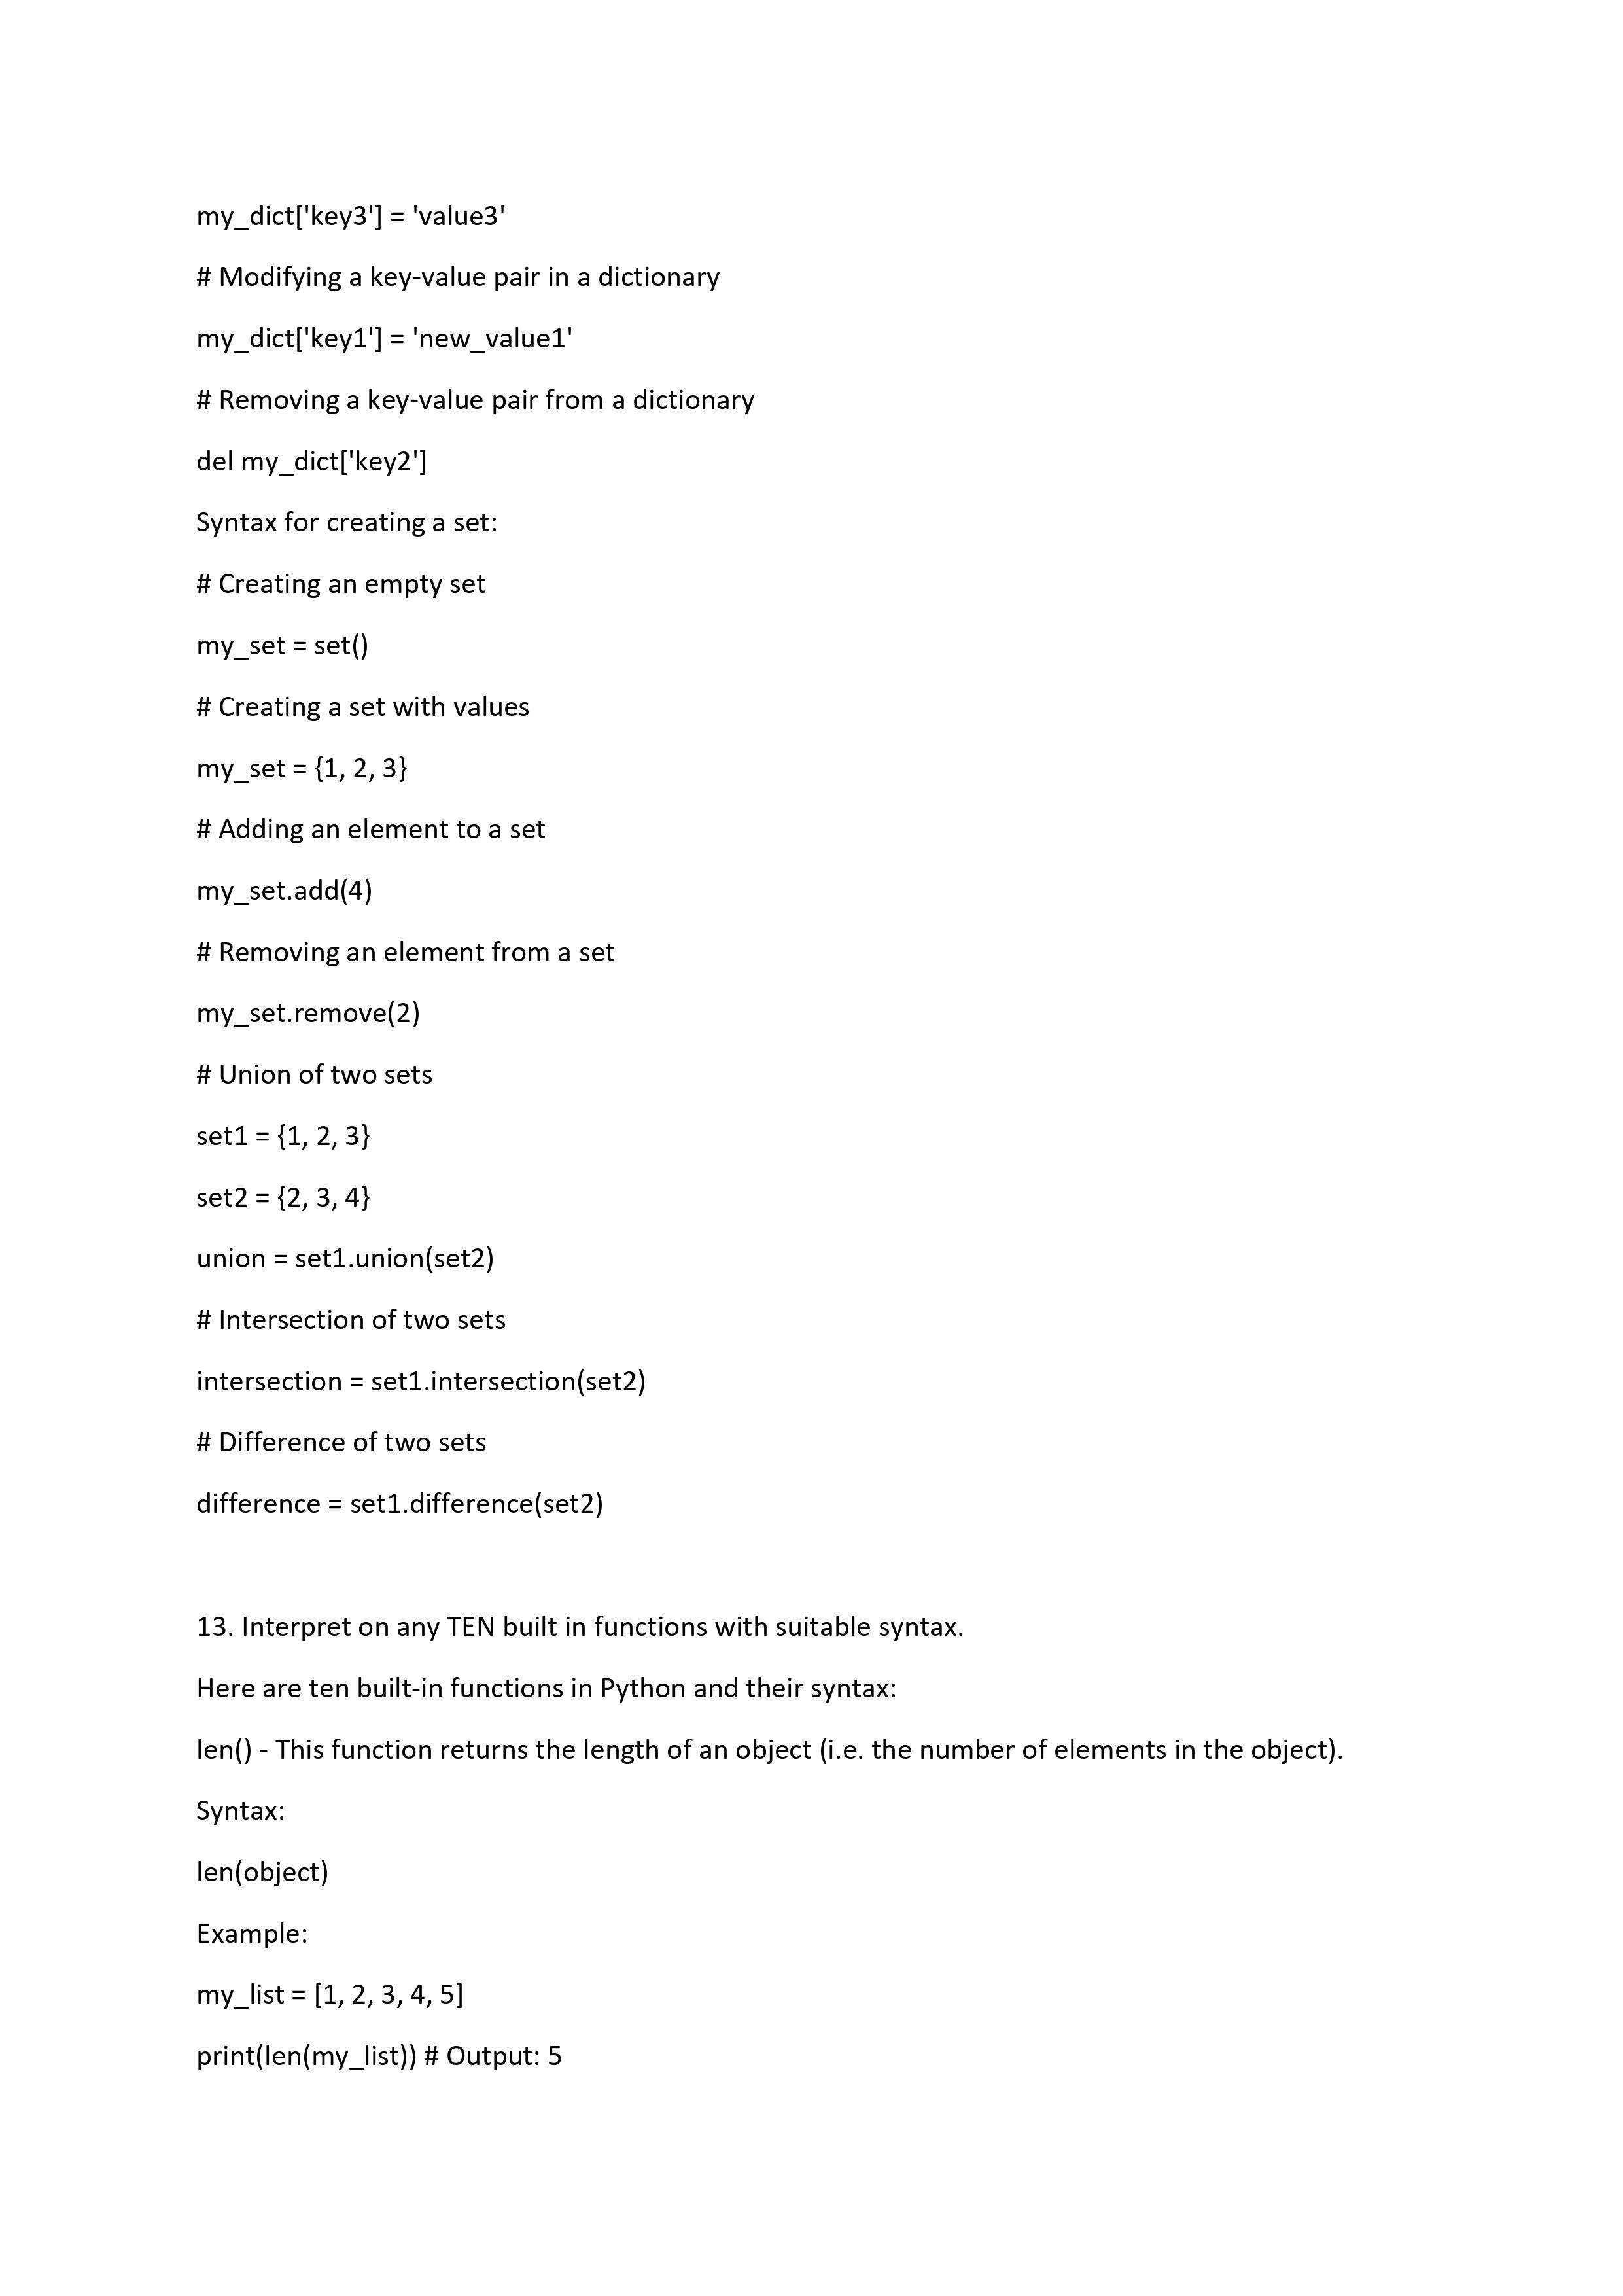 my_dict['key3'] = 'value3'
# Modifying a key-value pair in a dictionary
my_dict['key1'] = 'new_value1'
# Removing a key-value pair from a dictionary
del my_dict['key2']
Syntax for creating a set:
# Creating an empty set
my_set = set()
# Creating a set with values
my_set = {1, 2, 3}
# Adding an element to a set
my_set.add(4)
# Removing an element from a set
my_set.remove(2)
# Union of two sets
set1 = {1, 2, 3}
set2 = {2, 3, 4}
union = set1.union(set2)
# Intersection of two sets
intersection = set1.intersection(set2)
# Difference of two sets
difference = set1.difference(set2)
13. Interpret on any TEN built in functions with suitable syntax.
Here are ten built-in functions in Python and their syntax:
len() - This function returns the length of an object (i.e. the number of elements in the object).
Syntax:
len(object)
Example:
my_list = [1, 2, 3, 4, 5]
print(len(my_list)) # Output: 5